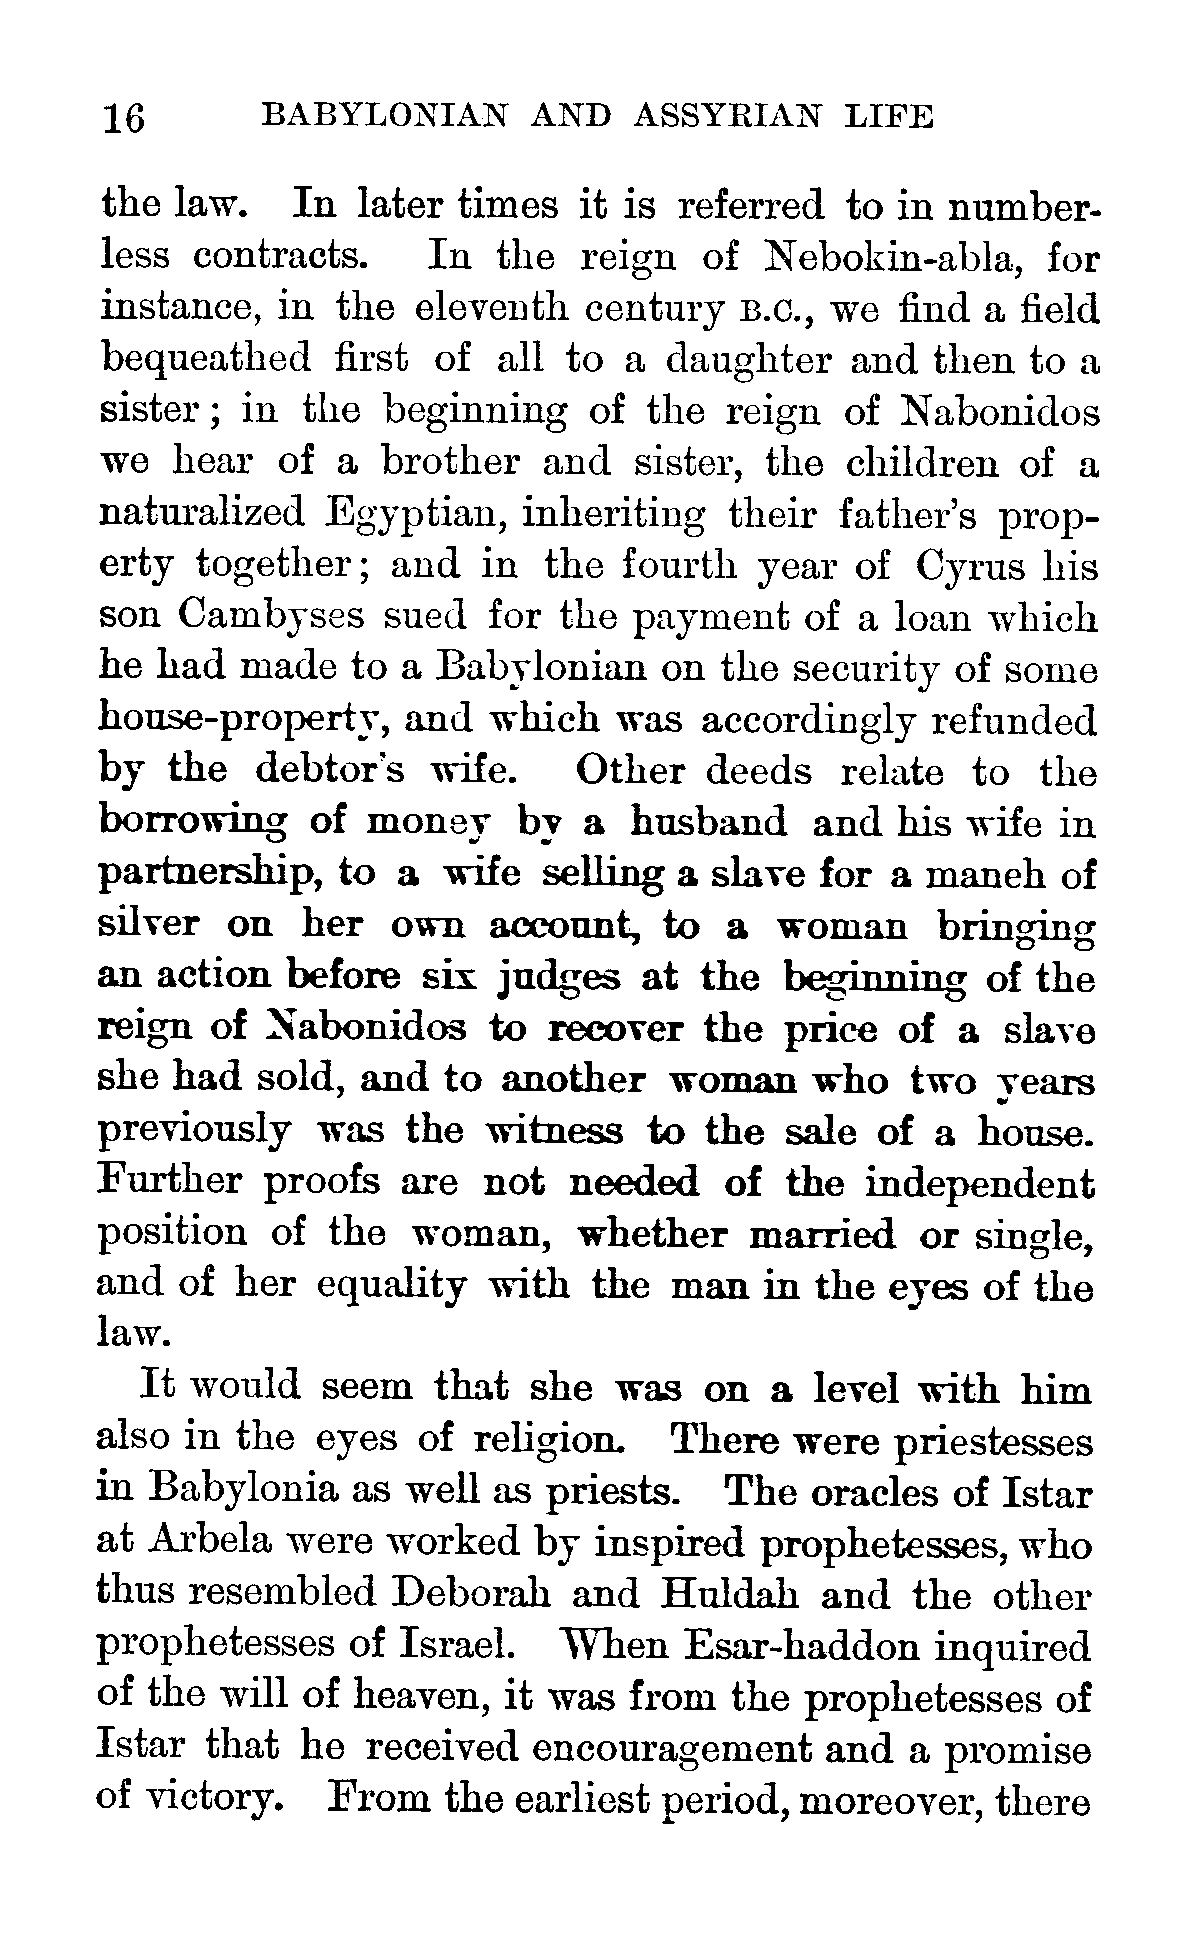 16 BABYLONIAN AND ASSYRIAN LIFE
the law. In later times it is referred to in number-
less contracts. In the reign of Nebokin-abla, for
instance, in the eleventh century B.C., we find a field
bequeathed first of all to a daughter and then to a
sister; in the beginning of the reign of Nabonidos
we hear of a brother and sister, the children of a
naturalized Egyptian, inheriting their father's prop-
erty together; and in the fourth year of Cyrus his
son Cambyses sued for the payment of a loan which
he had made to a Babylonian on the security of some
house-property, and which was accordingly refunded
by the debtor's wife. Other deeds relate to the
borrowing of money by a husband and his wife in
partnership, to a wife selling a slave for a maneh of
silver on her own account, to a woman bringing
an action before six judges at the beginning of the
reign of Nabonidos to recover the price of a slave
she had sold, and to another woman who two years
previously was the witness to the sale of a house.
Further proofs are not needed of the independent
position of the woman, whether married or single,
and of her equality with the man in the eyes of the
law.
It would seem that she was on a level with him
also in the eyes of religion. There were priestesses
in Babylonia as well as priests. The oracles of Istar
at Arbela were worked by inspired prophetesses, who
thus resembled Deborah and Huldah and the other
prophetesses of Israel. When Esar-haddon inquired
of the will of heaven, it was from the prophetesses of
Istar that he received encouragement and a promise
of victory. From the earliest period, moreover, there